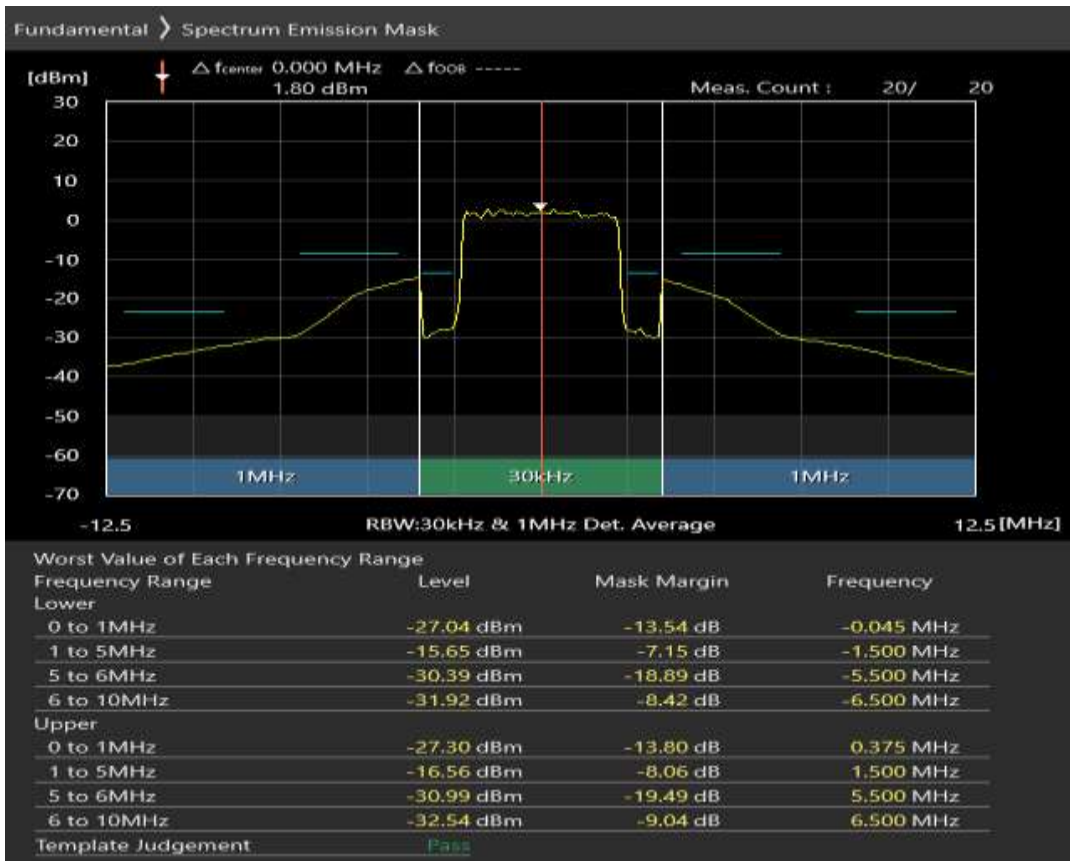 Fundamental 〉 Spectrum Emission Mask
[dBm]
△ fcenter 0.000 MHz △ fOOB -----
1.80 dBm
Meas. Count : 20/ 20
30
20
10
0
-10
-20
-30
-40
-50
-60
-70
1MHz 30kHz 1MHz
-12.5 RBW:30kHz & 1MHz Det. Average 12.5 [MHz]
Worst Value of Each Frequency Range
Frequency Range Level Mask Margin Frequency
Lower
0 to 1MHz -27.04 dBm -13.54 dB -0.045 MHz
1 to 5MHz -15.65 dBm -7.15 dB -1.500 MHz
5 to 6MHz -30.39 dBm -18.89 dB -5.500 MHz
6 to 10MHz -31.92 dBm -8.42 dB -6.500 MHz
Upper
0 to 1MHz -27.30 dBm -13.80 dB 0.375 MHz
1 to 5MHz -16.56 dBm -8.06 dB 1.500 MHz
5 to 6MHz -30.99 dBm -19.49 dB 5.500 MHz
6 to 10MHz -32.54 dBm -9.04 dB 6.500 MHz
Template Judgement Pass